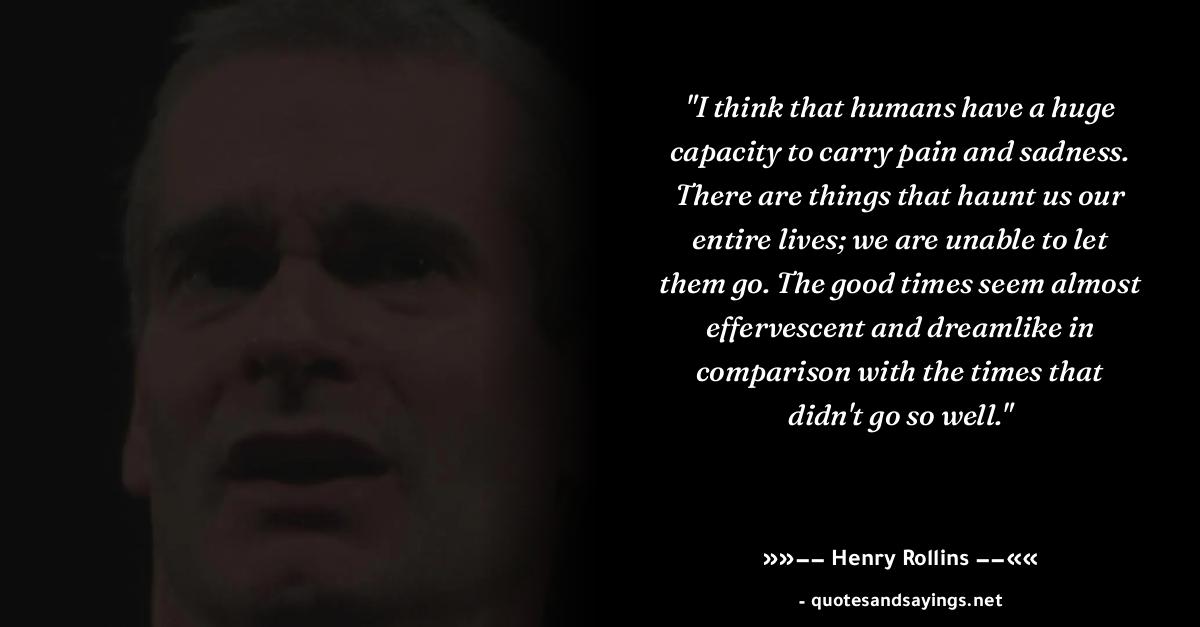 "I think that humans have a huge
capacity to carry pain and sadness.
There are things that haunt us our
entire lives; we are unable to let
them go. The good times seem almost
effervescent and dreamlike in
comparison with the times that
didn't go so well."
»»−− Henry Rollins −−««
- quotesandsayings.net